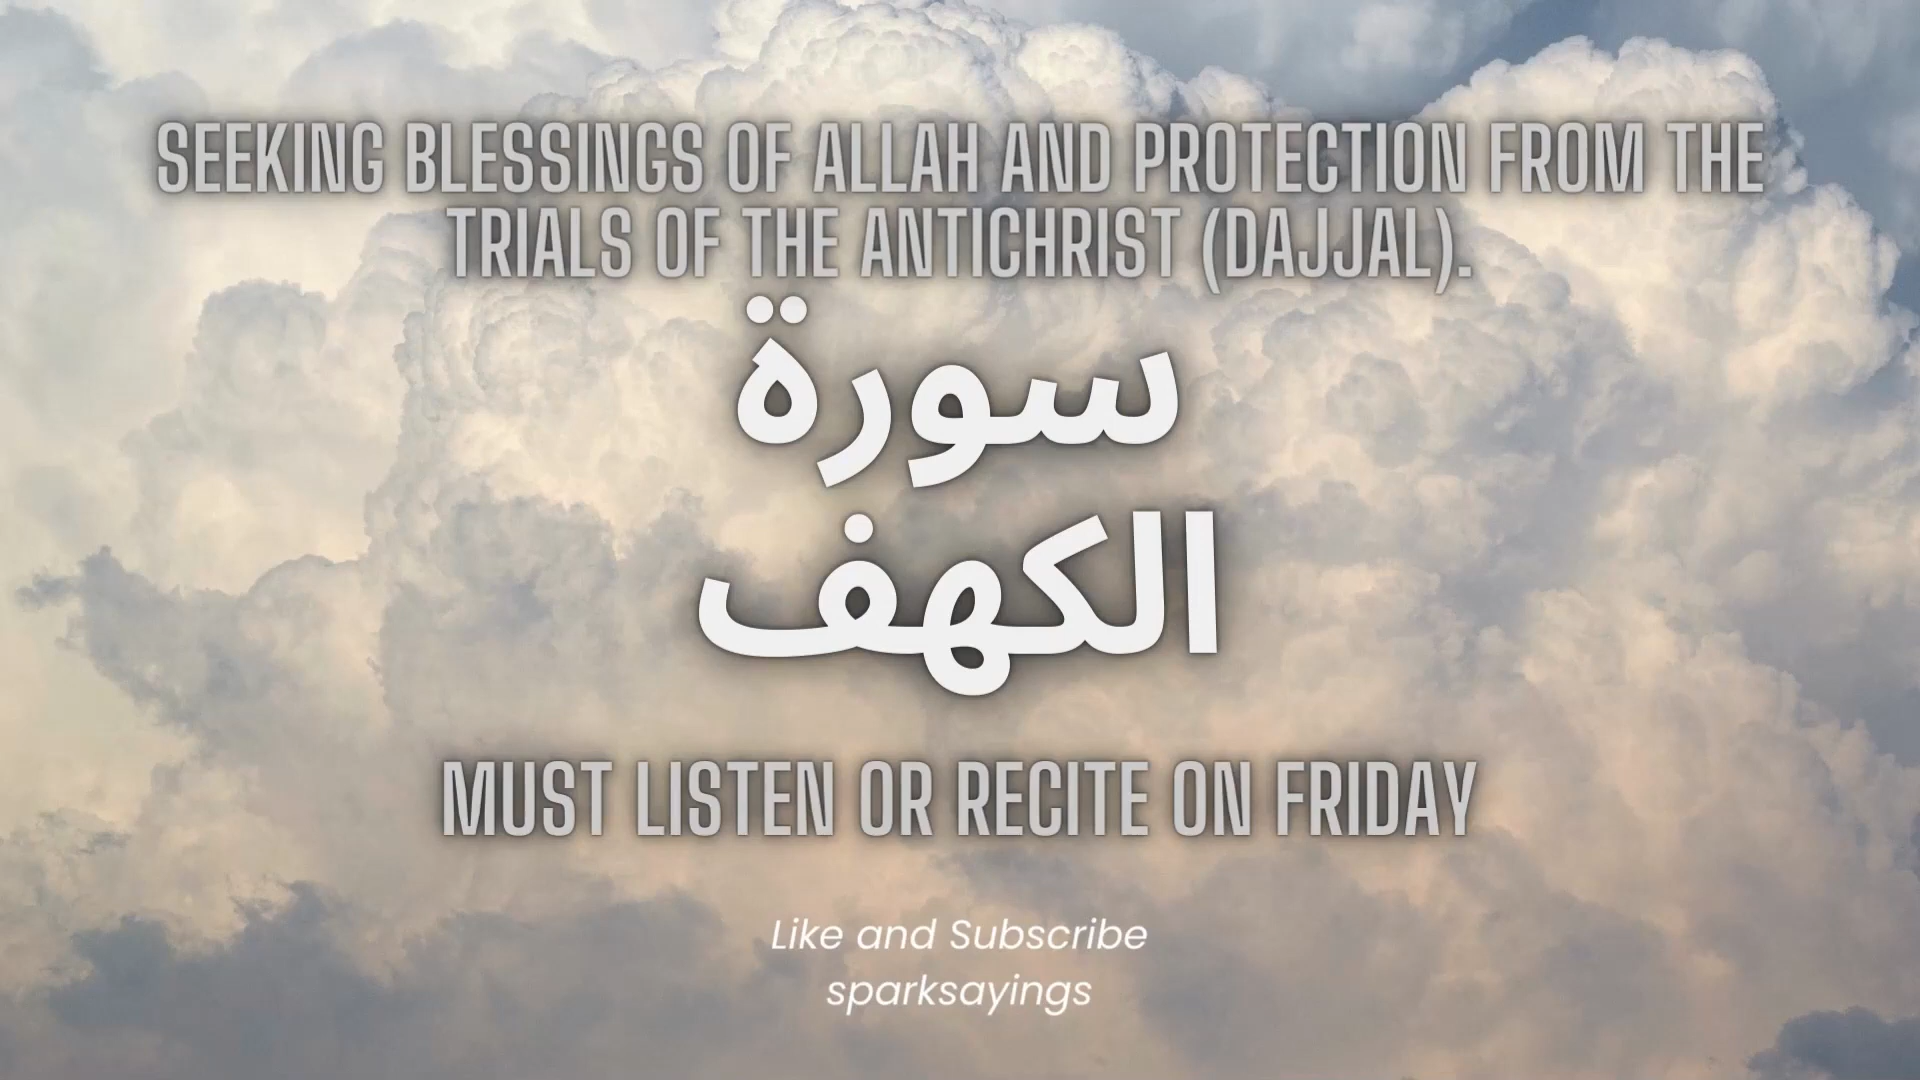 SEEKING BLESSINGS OF ALLAH AND PROTECTION FROM THE
TRIALS OF THE ANTICHRIST (DAJJAL).
سورة
الكهف
MUST LISTEN OR RECITE ON FRIDAY
Like and Subscribe
sparksayings